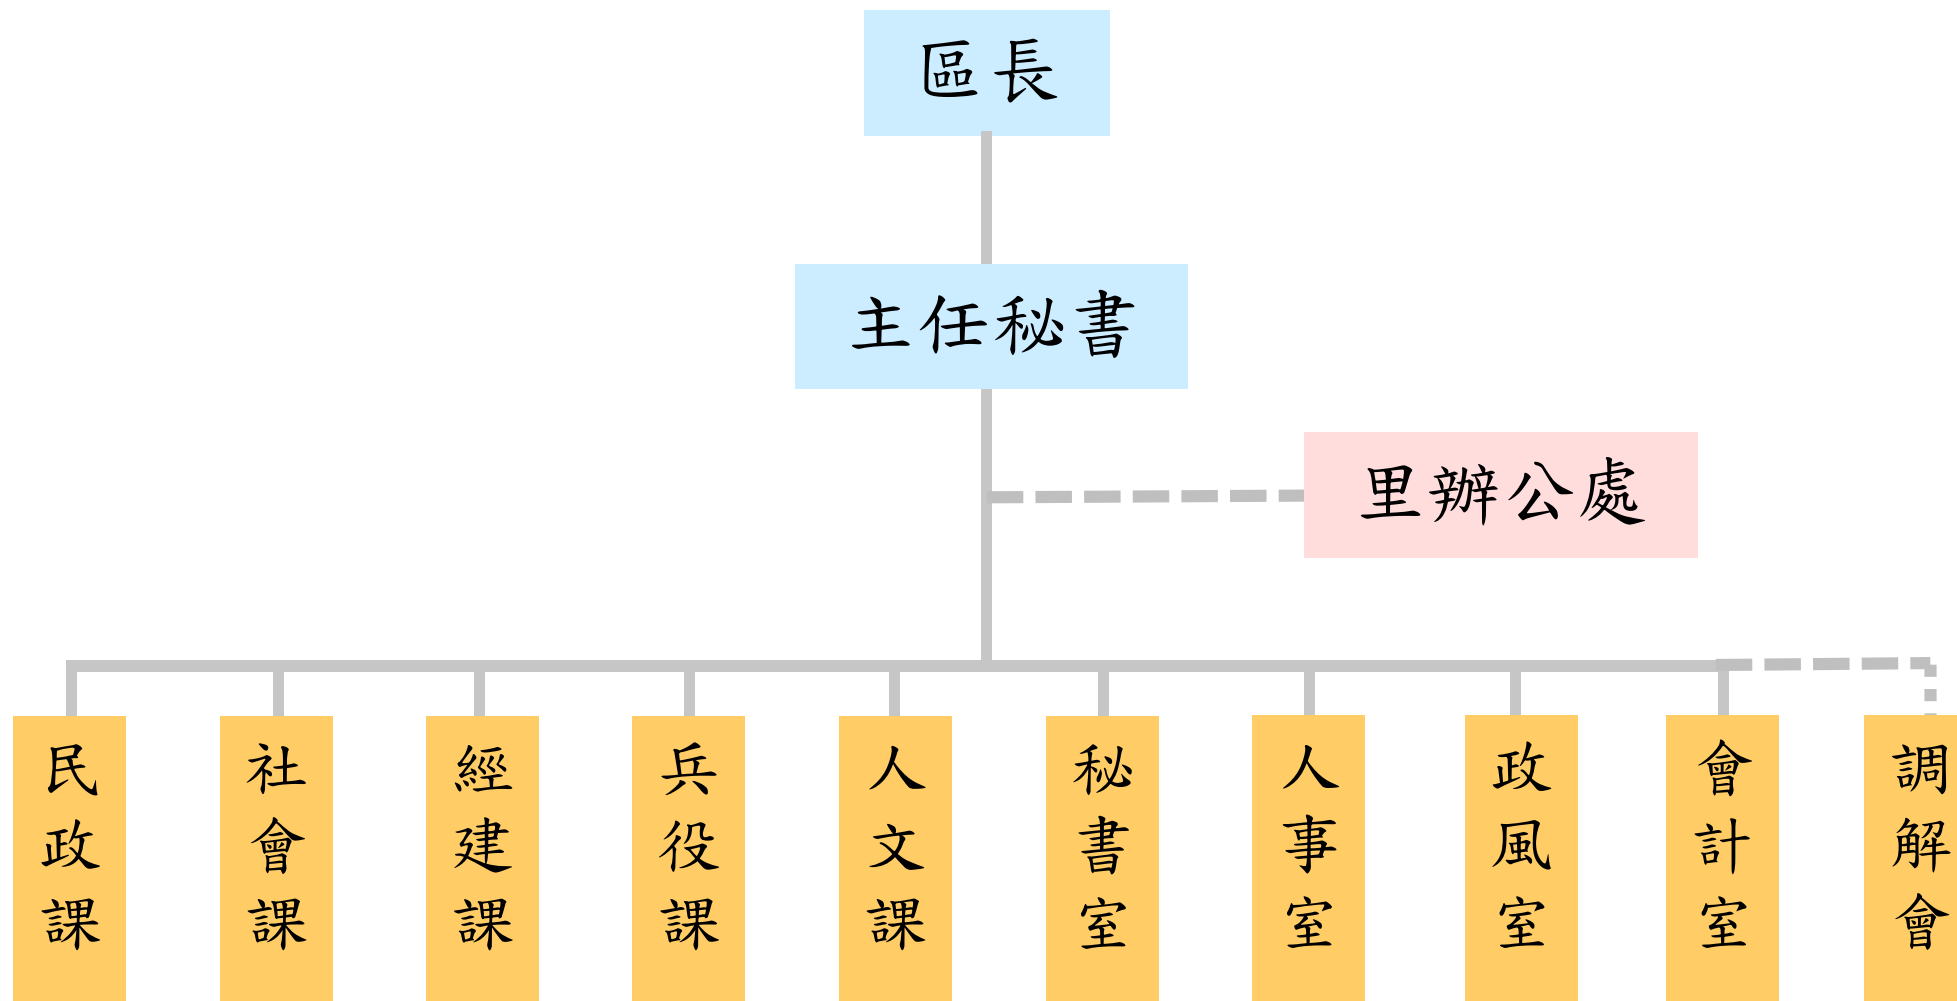 區長
主任秘書
里辦公處
民政課
社會課
經建課
兵役課
人文課
秘書室
人事室
政風室
會計室
調解會